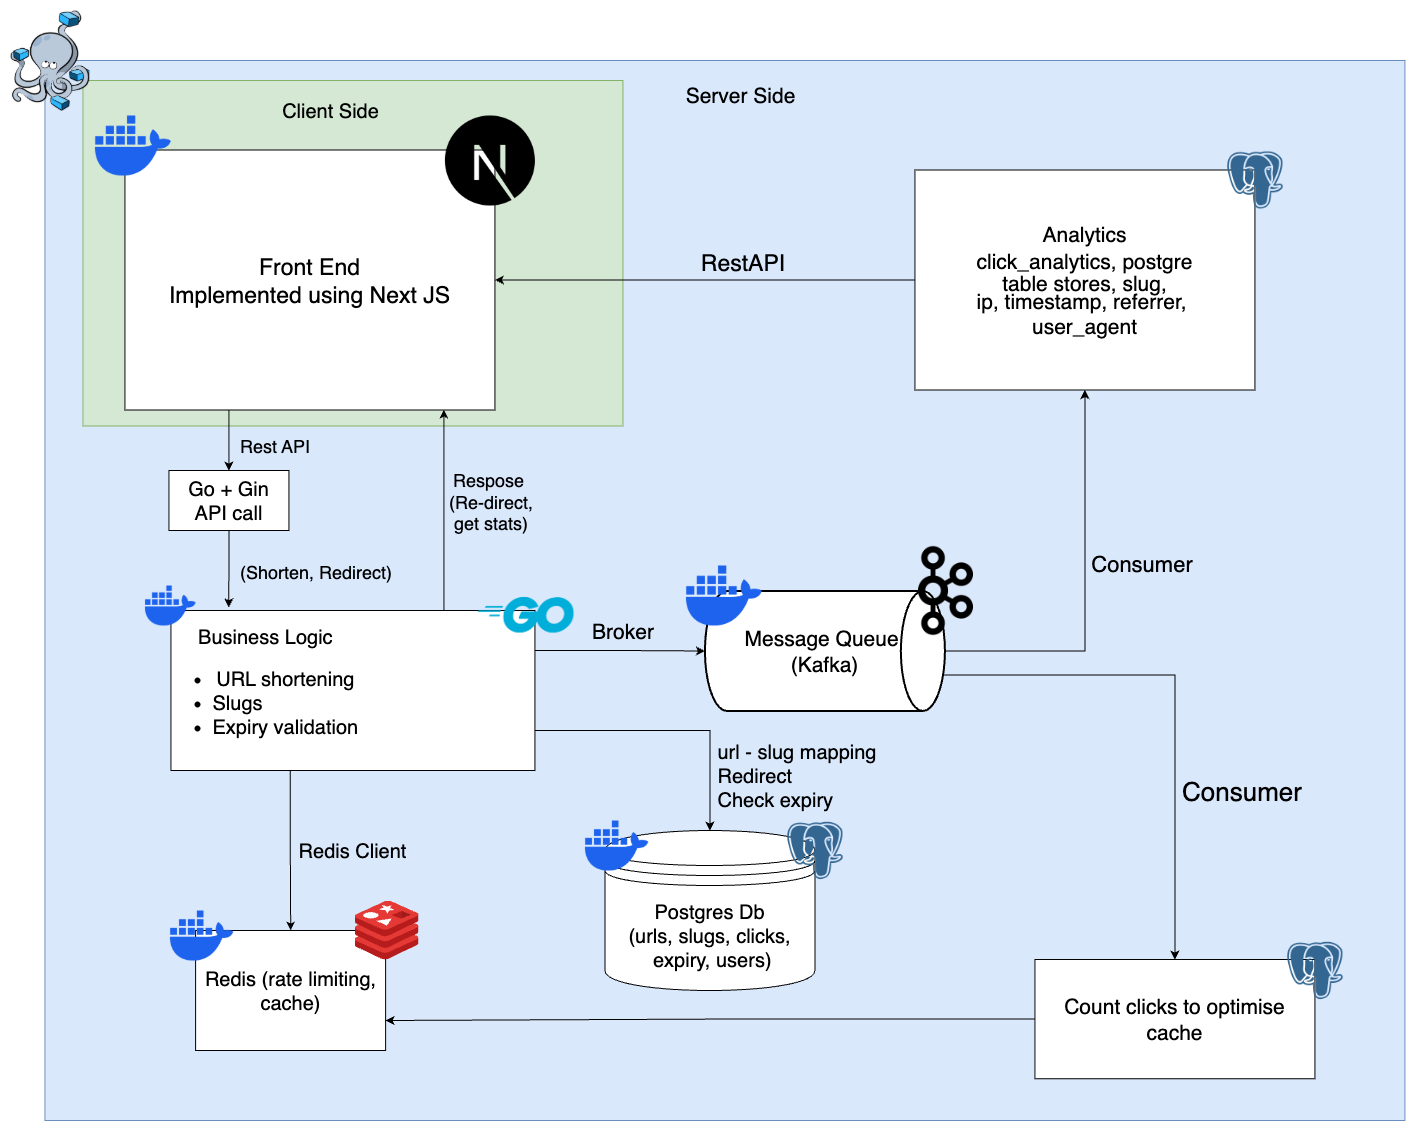 Client Side
Server Side
Front End
Implemented using Next JS
RestAPI
Analytics
click_analytics, postgre
table stores, slug,
ip, timestamp, referrer,
user_agent
Rest API
Go + Gin
API call
Respose
(Re-direct,
get stats)
(Shorten, Redirect)
GO
Business Logic
• URL shortening
• Slugs
• Expiry validation
Broker
Message Queue
(Kafka)
Consumer
url - slug mapping
Redirect
Check expiry
Consumer
Redis Client
Postgres Db
(urls, slugs, clicks,
expiry, users)
Redis (rate limiting,
cache)
Count clicks to optimise
cache